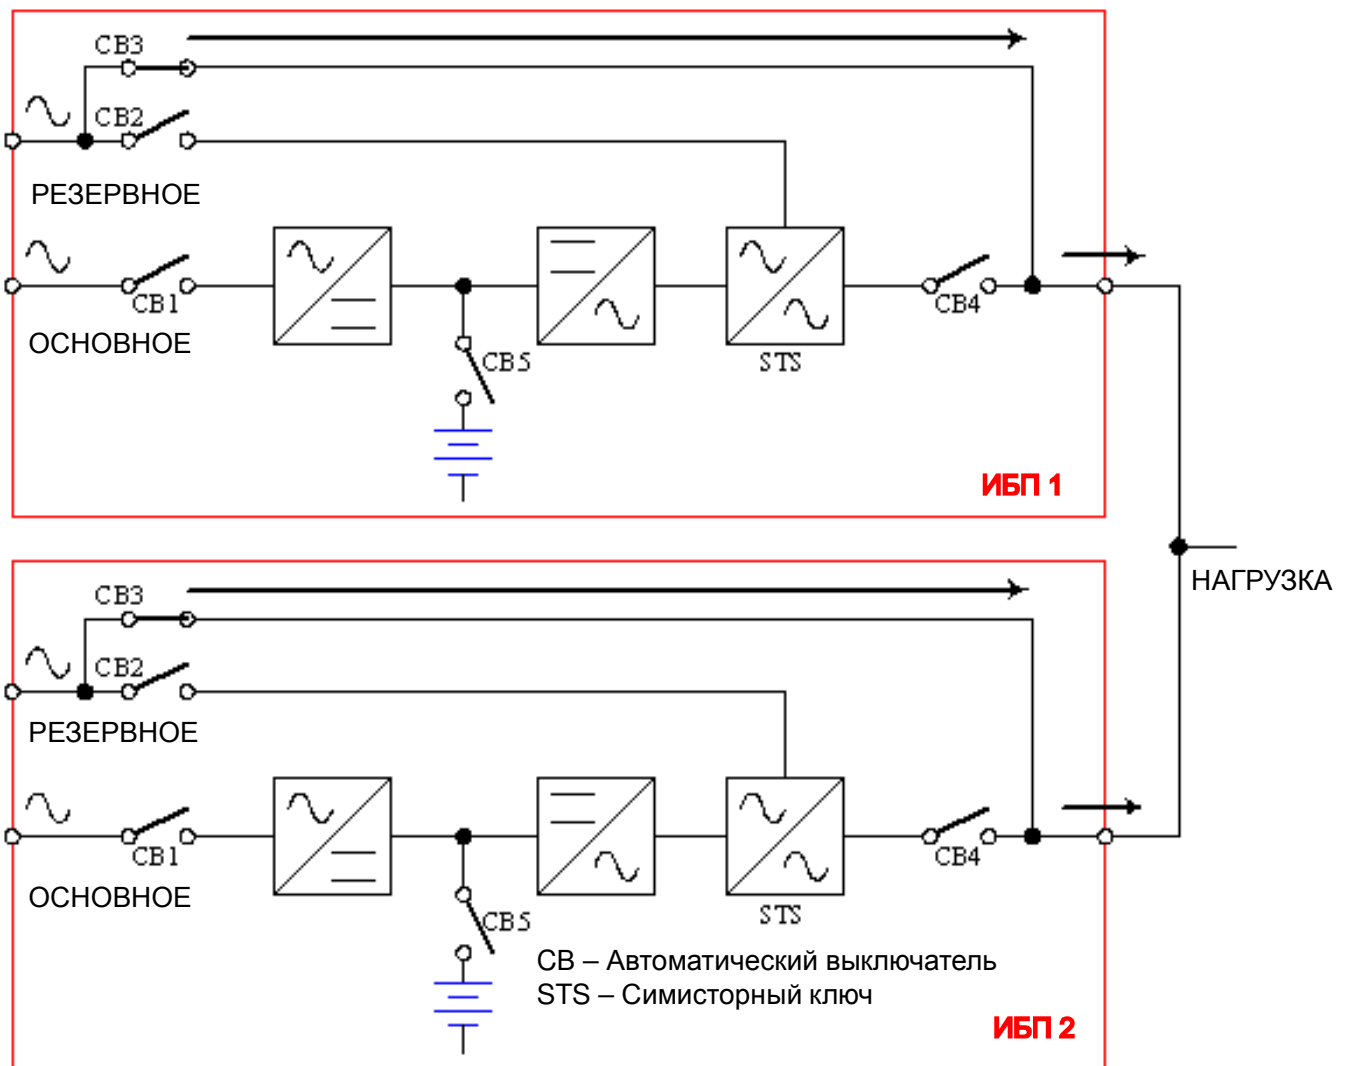 CB3
CB2
РЕЗЕРВНОЕ
CB1
ОСНОВНОЕ
CB5
STS
CB4
ИБП 1
НАГРУЗКА
CB3
CB2
РЕЗЕРВНОЕ
CB1
ОСНОВНОЕ
CB5
STS
CB4
СВ – Автоматический выключатель
STS – Симисторный ключ
ИБП 2